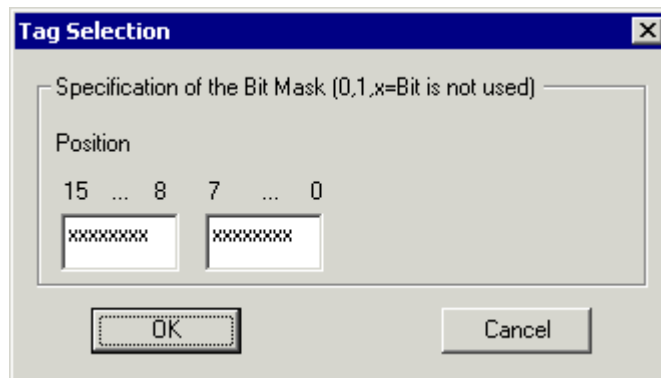 Tag Selection
Specification of the Bit Mask (0,1,x=Bit is not used)
Position
15 ... 8 7 ... 0
xxxxxxxx xxxxxxxx
OK Cancel